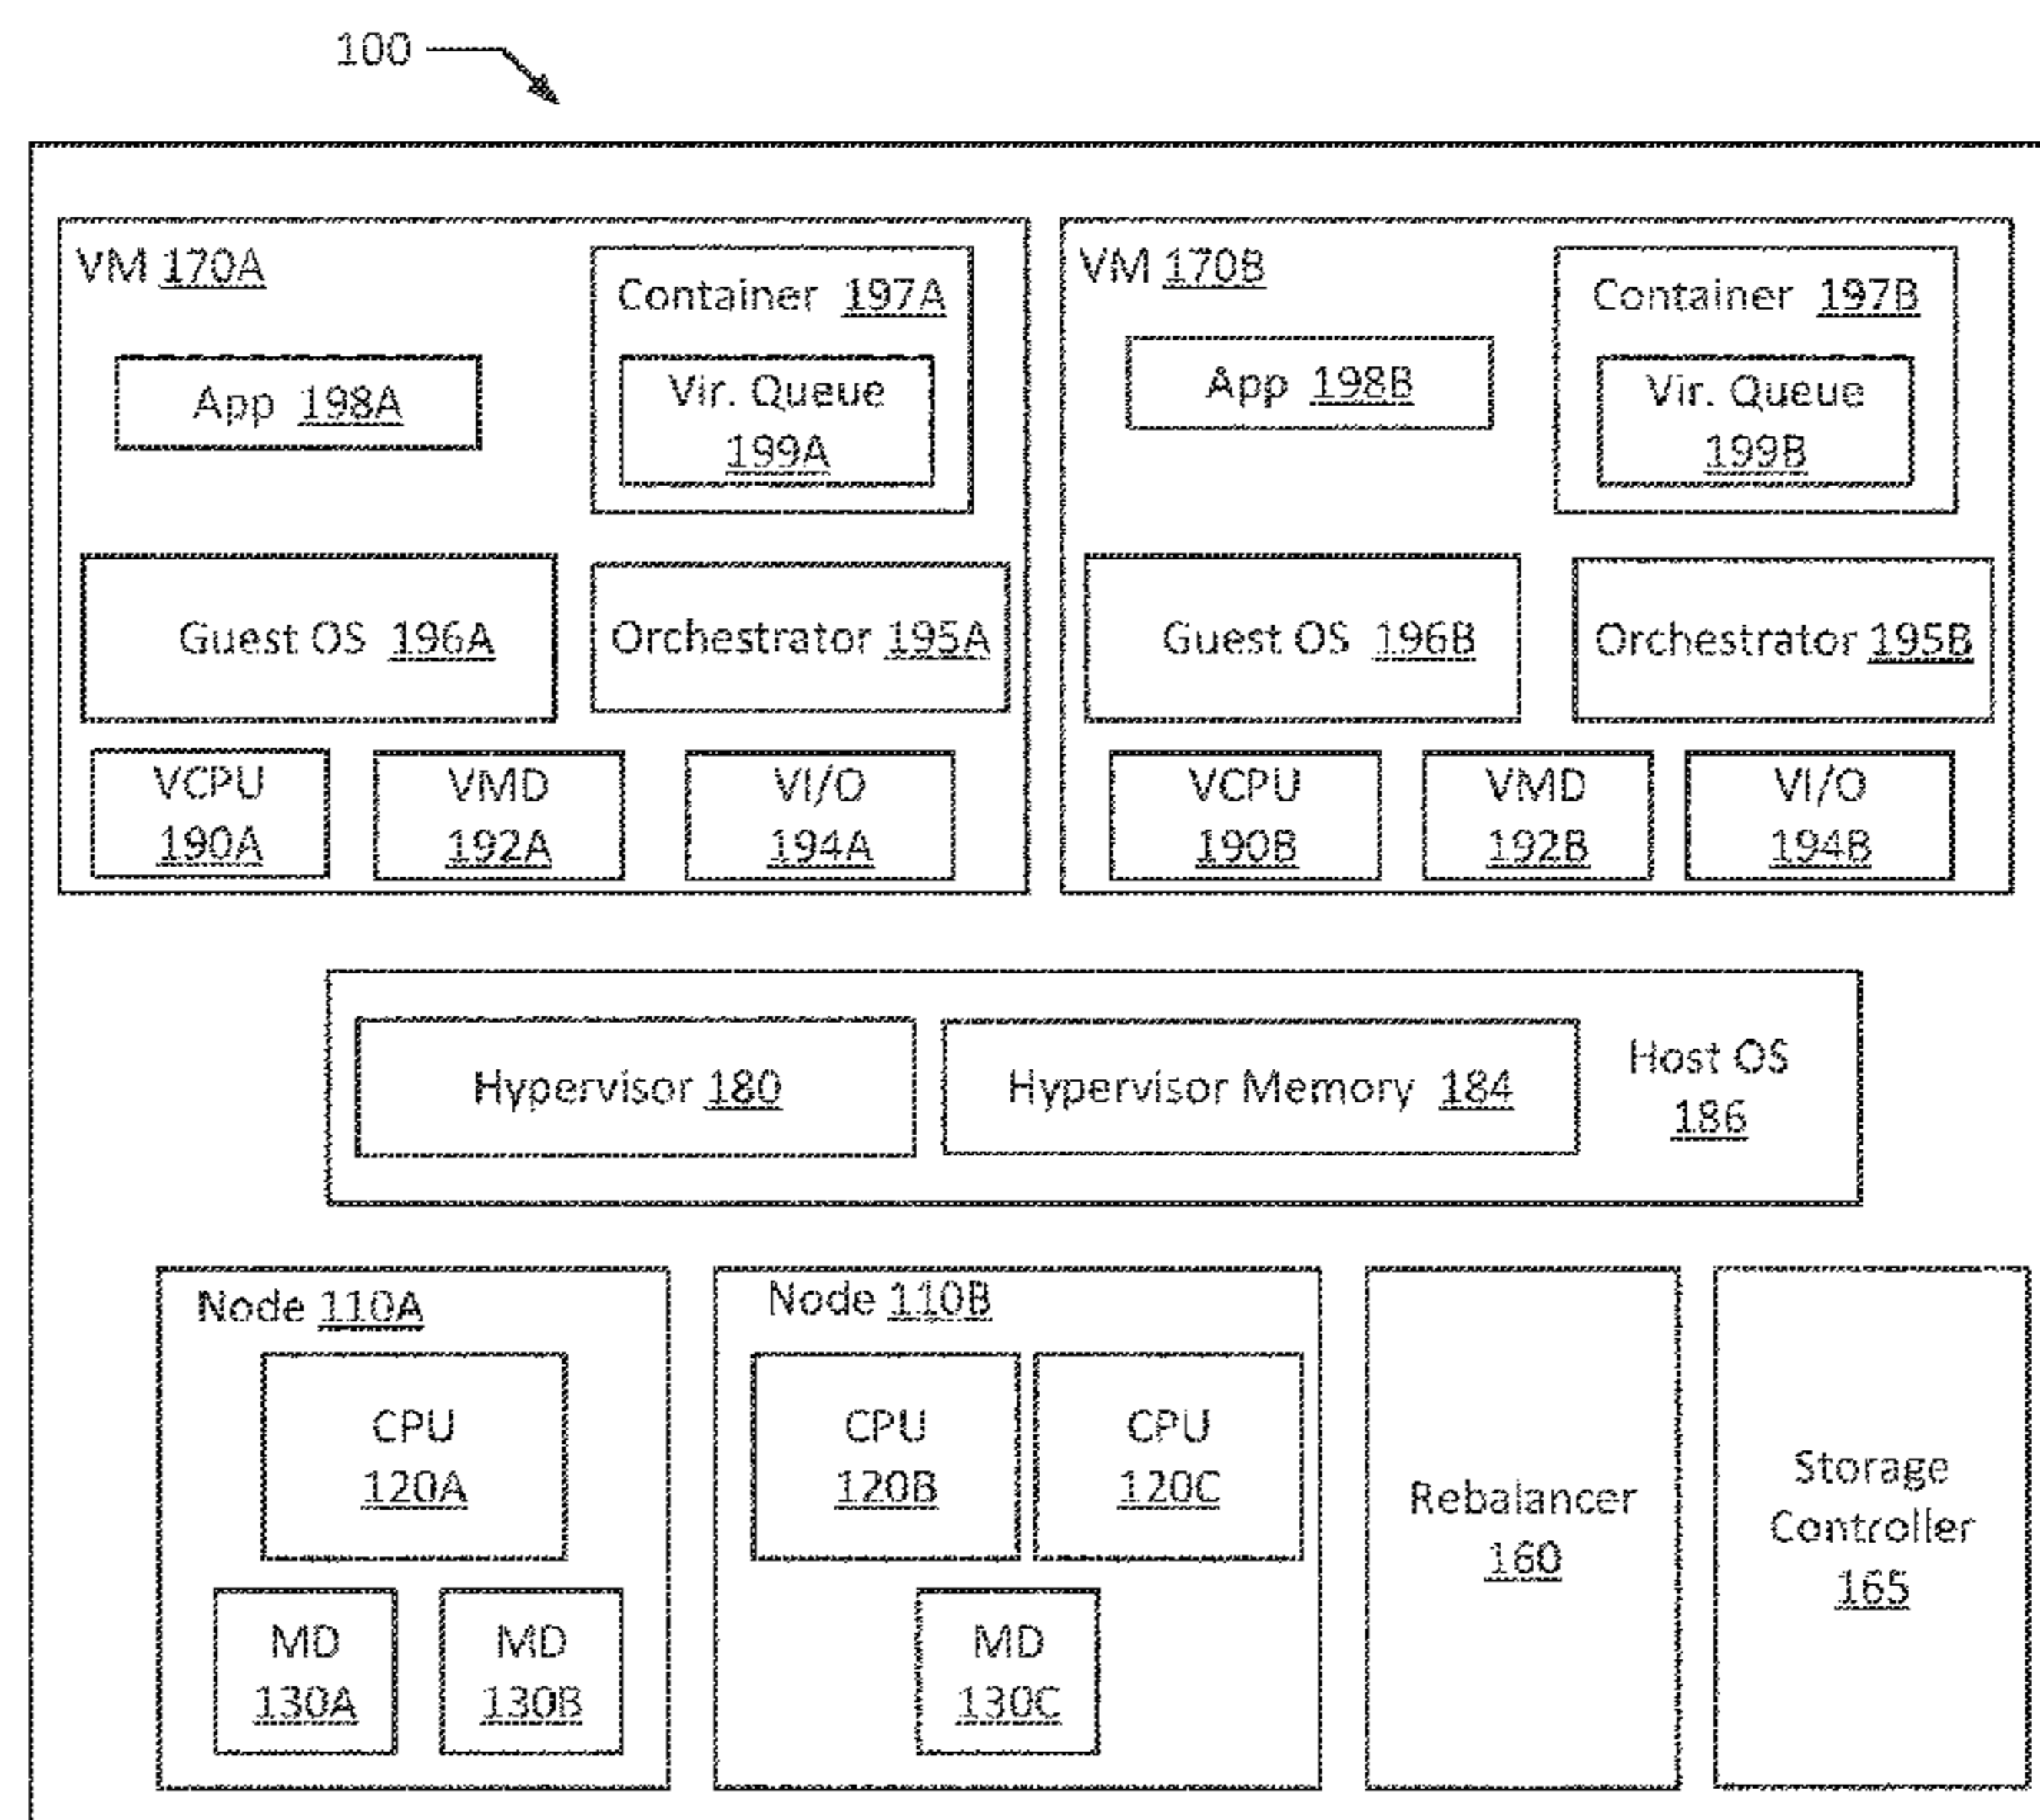 100
VM 170A
Container 197A
App 198A
Vir. Queue
199A
Guest OS 196A
Orchestrator 195A
VCPU
190A
VMD
192A
VI/O
194A
VM 170B
Container 197B
App 198B
Vir. Queue
199B
Guest OS 196B
Orchestrator 195B
VCPU
190B
VMD
192B
VI/O
194B
Hypervisor 180
Hypervisor Memory 184
Host OS
186
Node 110A
CPU
120A
MD
130A
MD
130B
Node 110B
CPU
120B
CPU
120C
MD
130C
Rebalancer
160
Storage
Controller
165